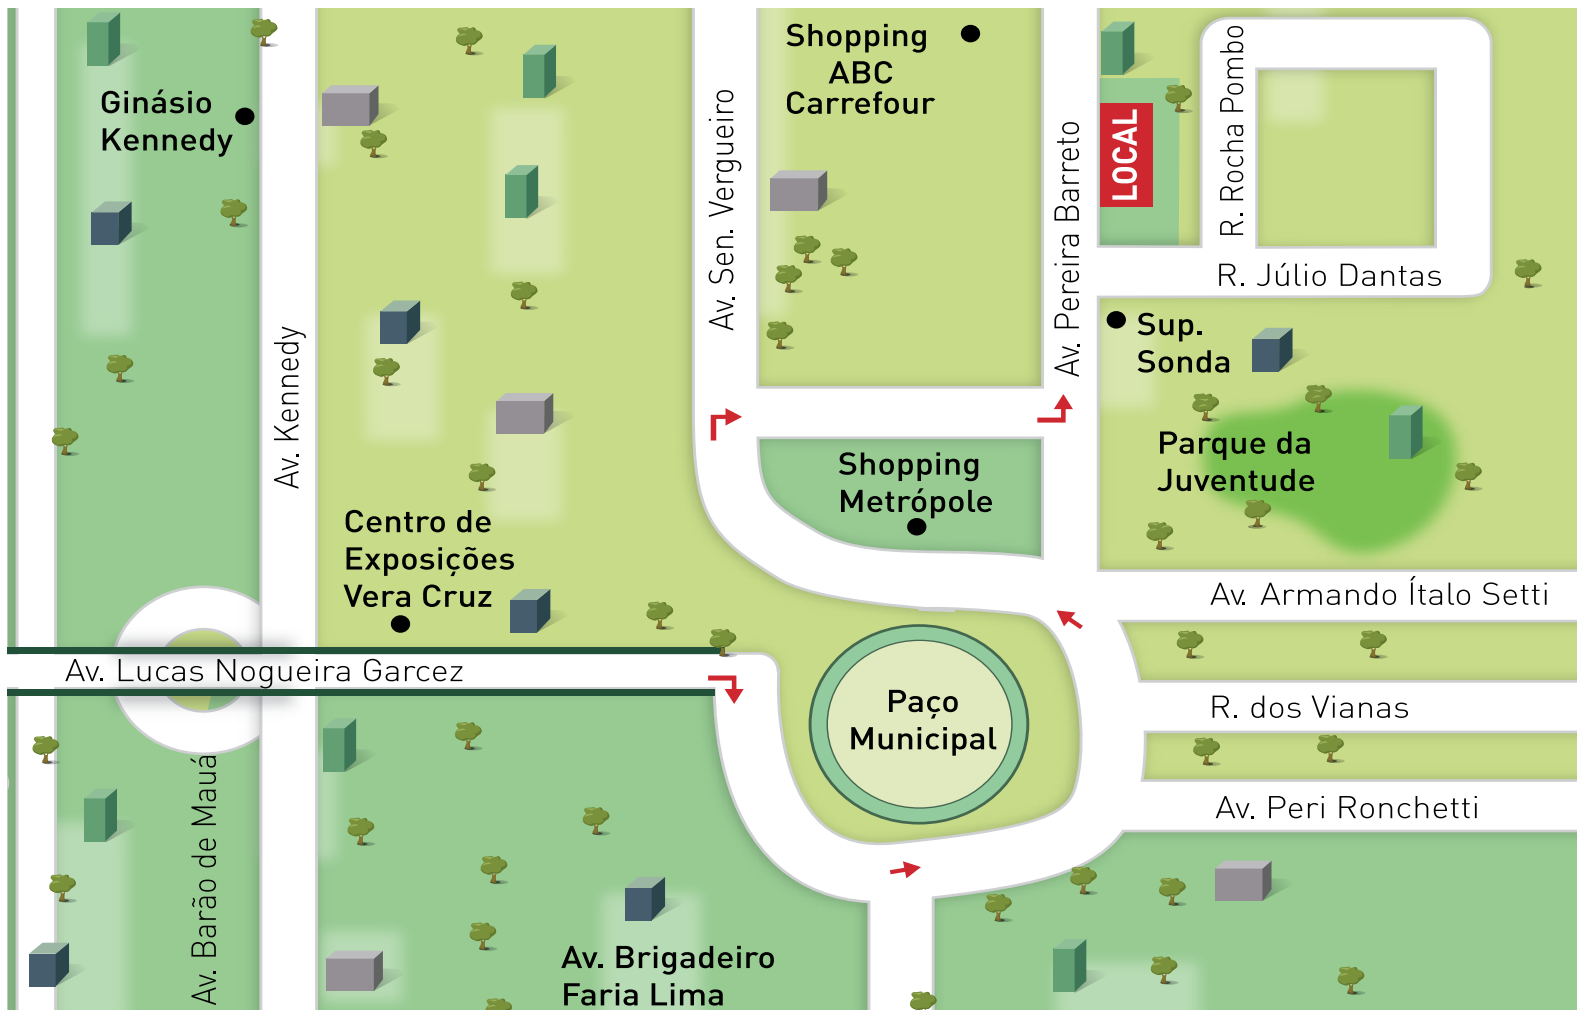 Shopping
ABC
Carrefour
Ginásio
Kennedy
LOCAL
R. Rocha Pombo
Av. Sen. Vergueiro
Av. Pereira Barreto
R. Júlio Dantas
Sup.
Sonda
Av. Kennedy
Parque da
Juventude
Shopping
Metrópole
Centro de
Exposições
Vera Cruz
Av. Armando Ítalo Setti
Av. Lucas Nogueira Garcez
Paço
Municipal
R. dos Vianas
Av. Peri Ronchetti
Av. Barão de Mauá
Av. Brigadeiro
Faria Lima